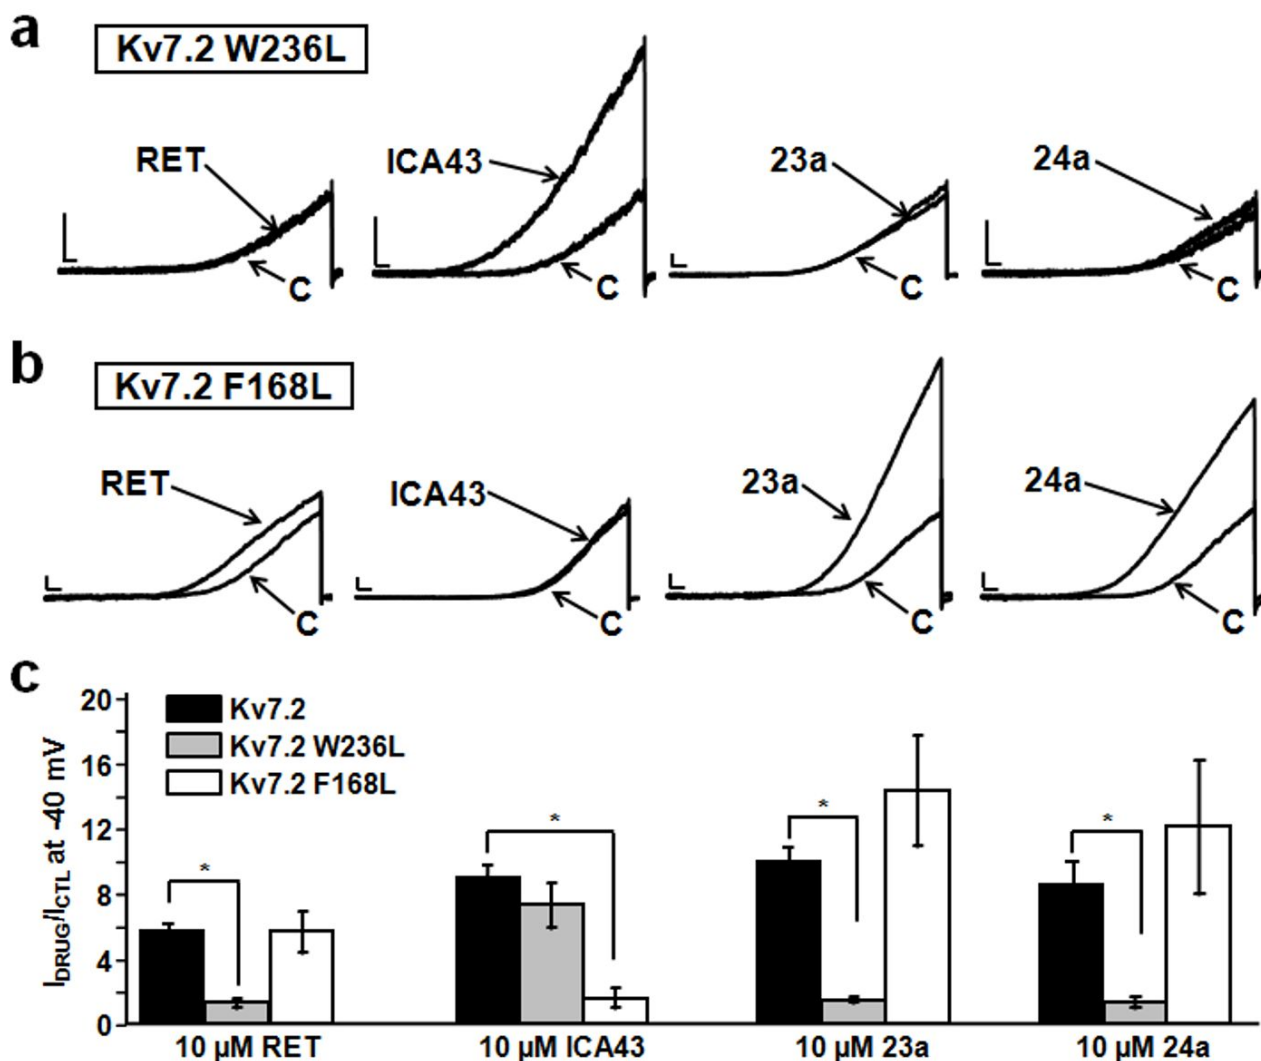 a
Kv7.2 W236L
RET
C
ICA43
C
23a
C
24a
C
b
Kv7.2 F168L
RET
C
ICA43
C
23a
C
24a
C
c
I_DRUG/I_CTL at -40 mV
20
16
12
8
4
0
Kv7.2
Kv7.2 W236L
Kv7.2 F168L
*
*
*
*
10 µM RET
10 µM ICA43
10 µM 23a
10 µM 24a